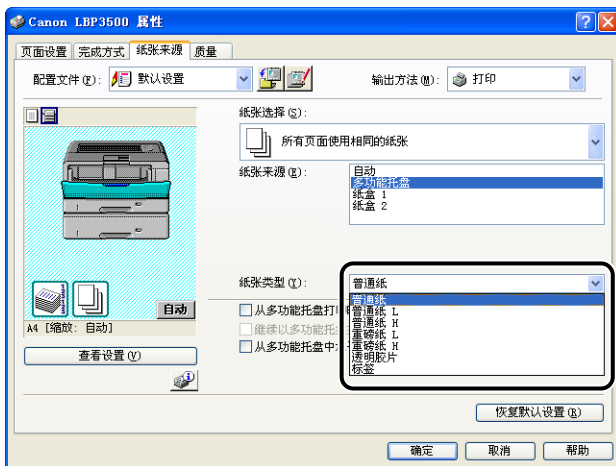 Canon LBP3500 属性
页面设置 完成方式 纸张来源 质量
配置文件(F): 默认设置 输出方法(M): 打印
纸张选择(S):
所有页面使用相同的纸张
纸张来源(E):
自动
多功能托盘
纸盒 1
纸盒 2
纸张类型(Y): 普通纸
普通纸
普通纸 L
普通纸 H
重磅纸 L
重磅纸 H
透明胶片
标签
从多功能托盘打
继续以多功能托
从多功能托盘中
自动
A4 [缩放: 自动]
查看设置(V)
恢复默认设置(R)
确定 取消 帮助